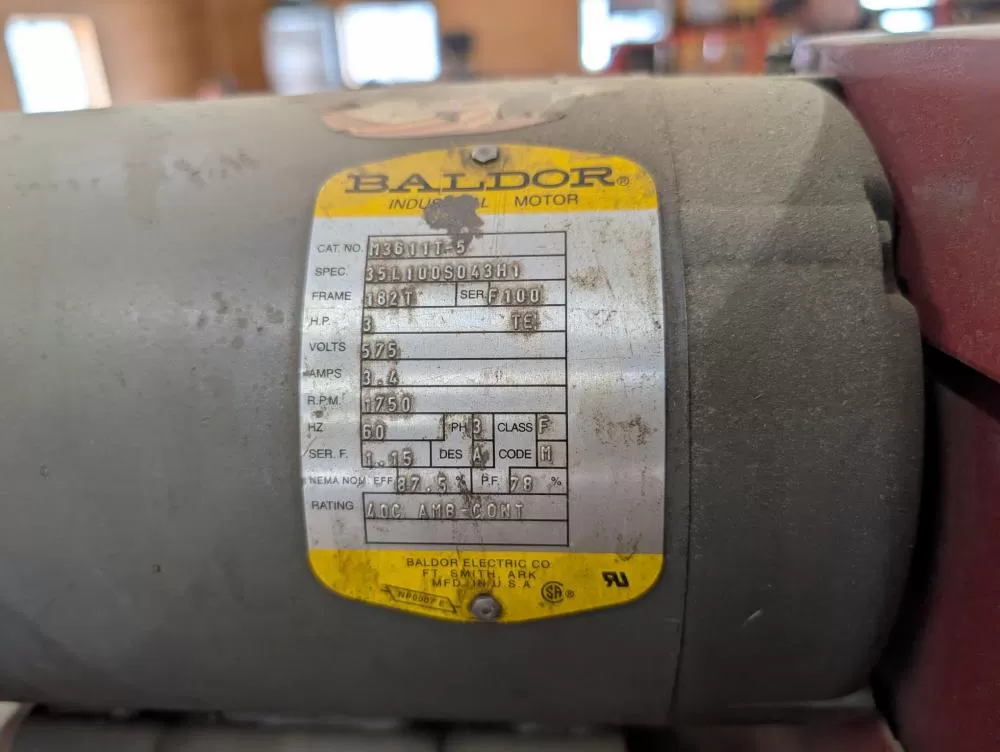 BALDOR®
INDUSTRIAL MOTOR
CAT. NO. M3611T-5
SPEC. 35L100S043H1
FRAME 182T SER. F100
H.P. 3 TE
VOLTS 575
AMPS 3.4
R.P.M. 1750
HZ 60 PH 3 CLASS F
SER. F. 1.15 DES A CODE M
NEMA NOM. EFF. 87.5 % P.F. 78 %
RATING 40C AMB-CONT
BALDOR ELECTRIC CO
FT. SMITH, ARK
MFD. IN U.S.A.
SA ®